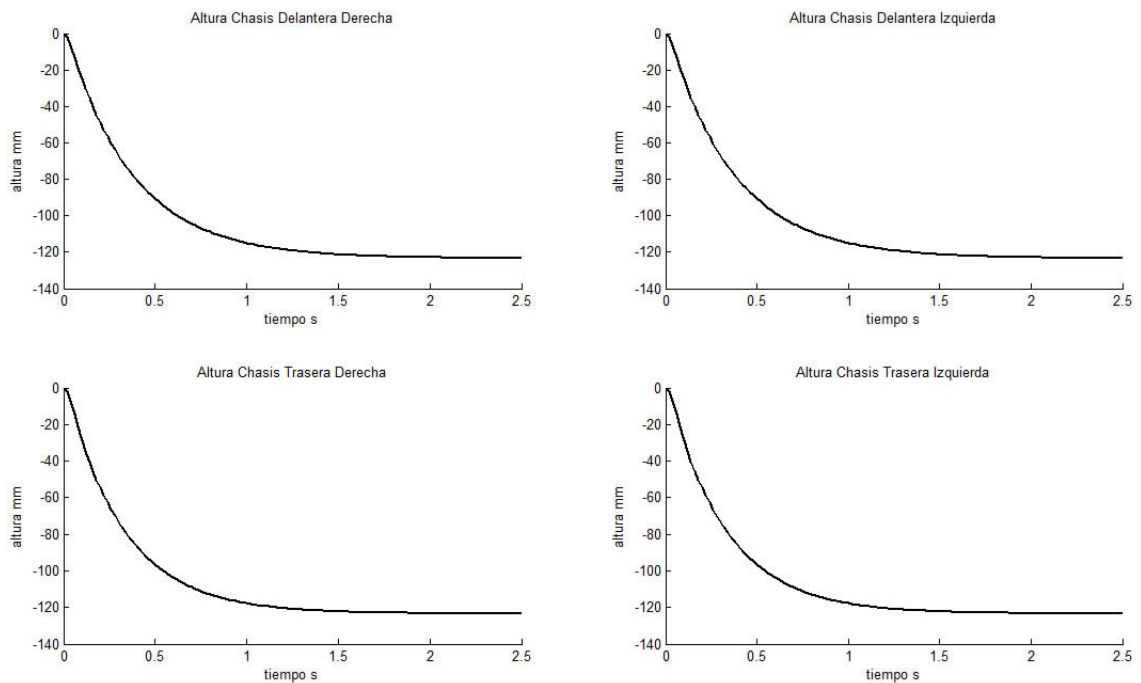 Altura Chasis Delantera Derecha
0
-20
-40
-60
-80
-100
-120
-140
altura mm
0 0.5 1 1.5 2 2.5
tiempo s
Altura Chasis Delantera Izquierda
0
-20
-40
-60
-80
-100
-120
-140
altura mm
0 0.5 1 1.5 2 2.5
tiempo s
Altura Chasis Trasera Derecha
0
-20
-40
-60
-80
-100
-120
-140
altura mm
0 0.5 1 1.5 2 2.5
tiempo s
Altura Chasis Trasera Izquierda
0
-20
-40
-60
-80
-100
-120
-140
altura mm
0 0.5 1 1.5 2 2.5
tiempo s